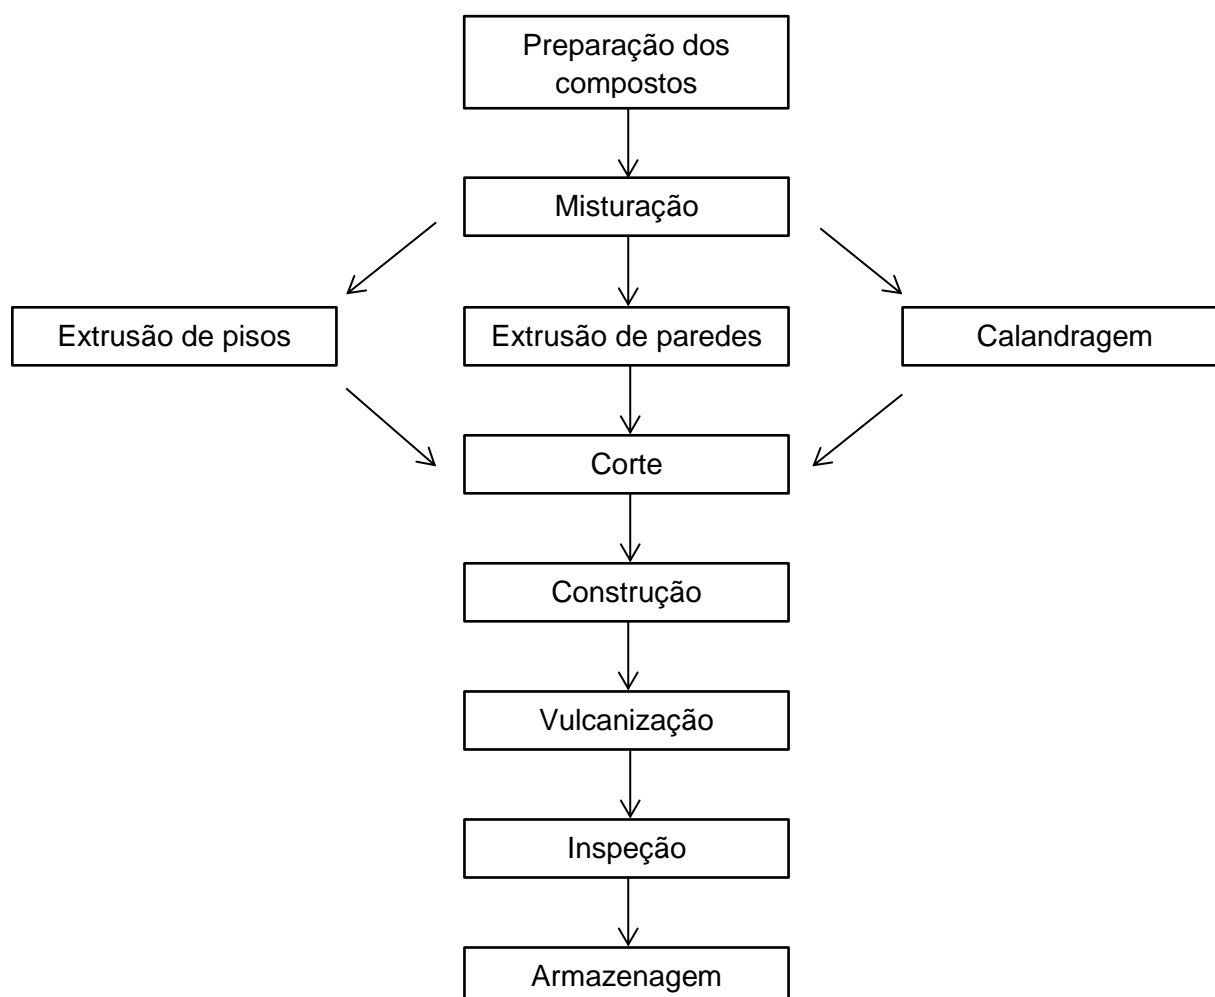 Preparação dos
compostos
Misturação
Extrusão de pisos
Extrusão de paredes
Calandragem
Corte
Construção
Vulcanização
Inspeção
Armazenagem